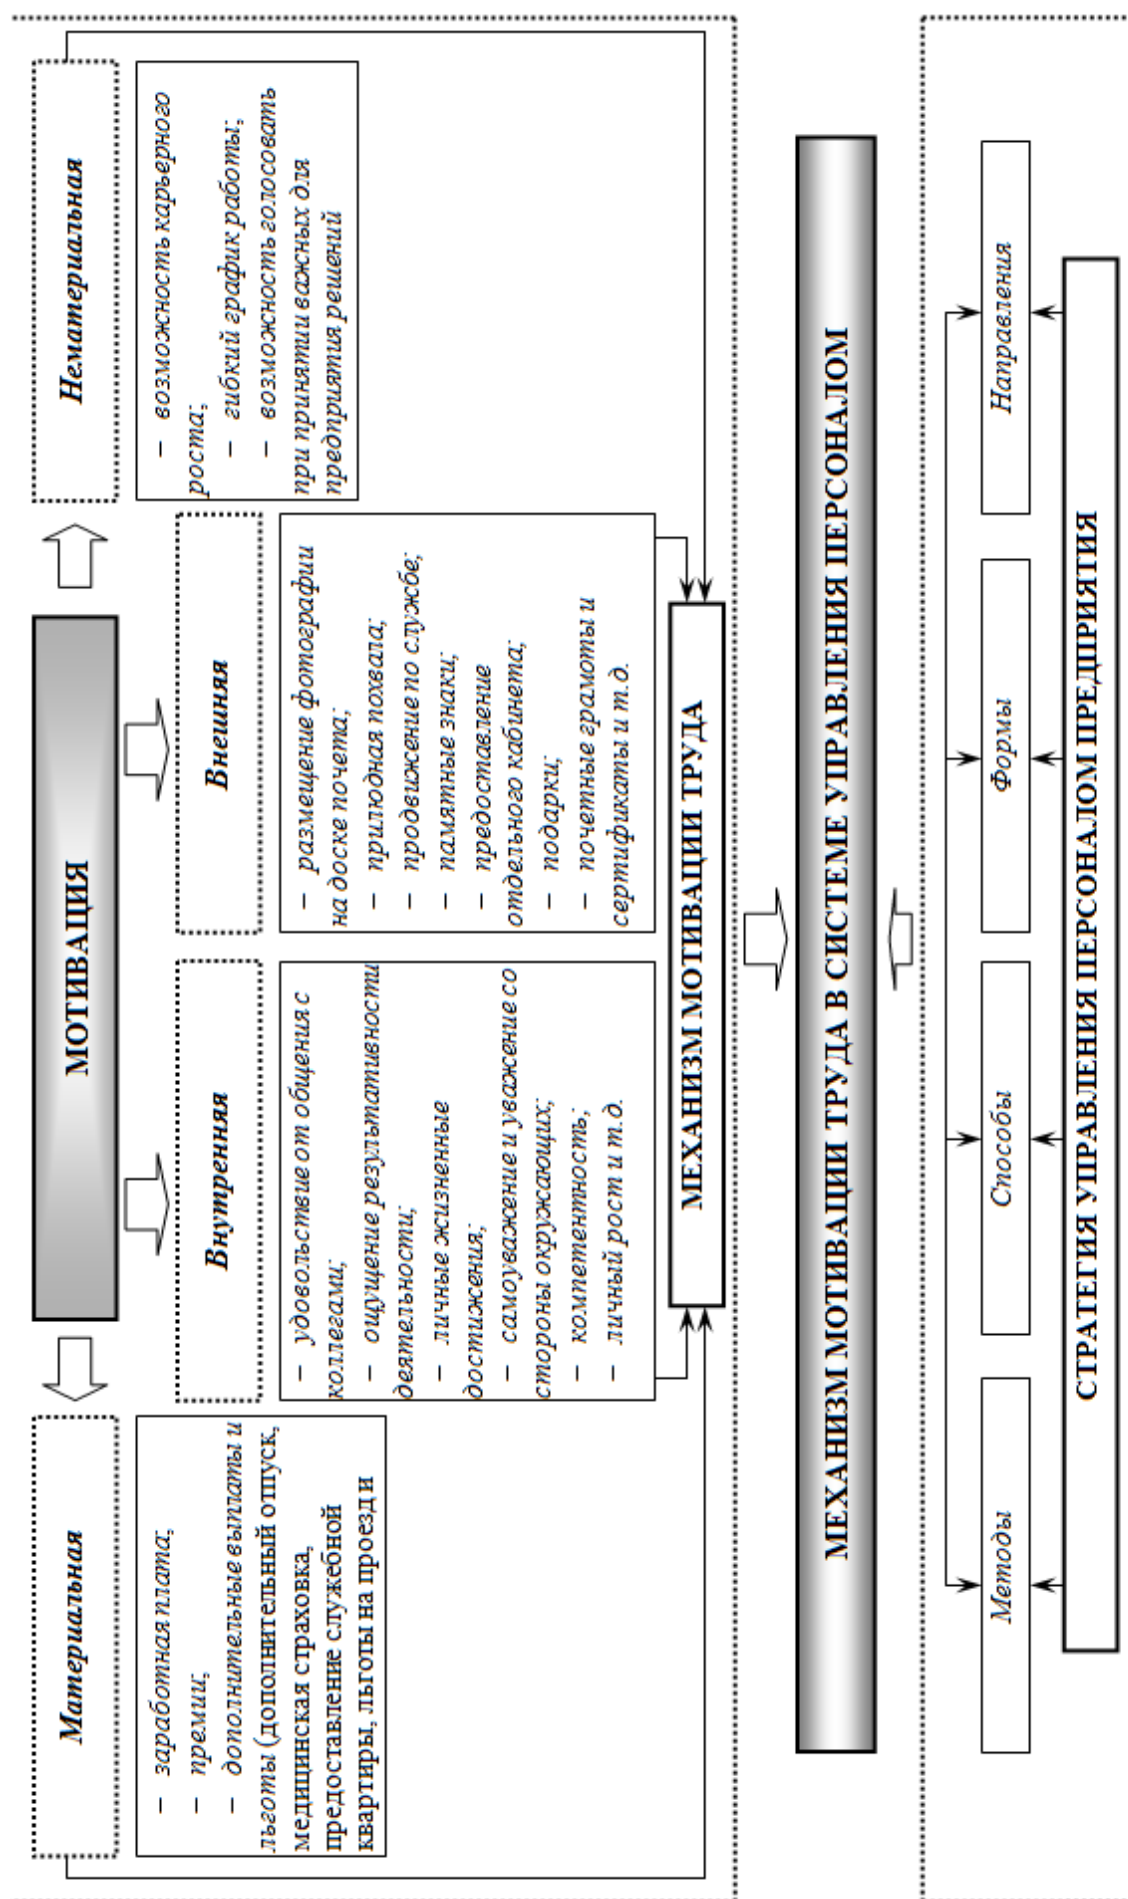 МОТИВАЦИЯ
Материальная
– заработная плата;
– премии;
– дополнительные выплаты и
льготы (дополнительный отпуск,
медицинская страховка,
предоставление служебной
квартиры, льготы на проезд и
Внутренняя
– удовольствие от общения с
коллегами;
– ощущение результативности
деятельности;
– личные жизненные
достижения;
– самоуважение и уважение со
стороны окружающих;
– компетентность;
– личный рост и т.д.
Внешняя
– размещение фотографии
на доске почета;
– прилюдная похвала;
– продвижение по службе;
– памятные знаки;
– предоставление
отдельного кабинета;
– подарки;
– почетные грамоты и
сертификаты и т.д.
Нематериальная
– возможность карьерного
роста;
– гибкий график работы;
– возможность голосовать
при принятии важных для
предприятия решений
МЕХАНИЗМ МОТИВАЦИИ ТРУДА
МЕХАНИЗМ МОТИВАЦИИ ТРУДА В СИСТЕМЕ УПРАВЛЕНИЯ ПЕРСОНАЛОМ
Методы
Способы
Формы
Направления
СТРАТЕГИЯ УПРАВЛЕНИЯ ПЕРСОНАЛОМ ПРЕДПРИЯТИЯ